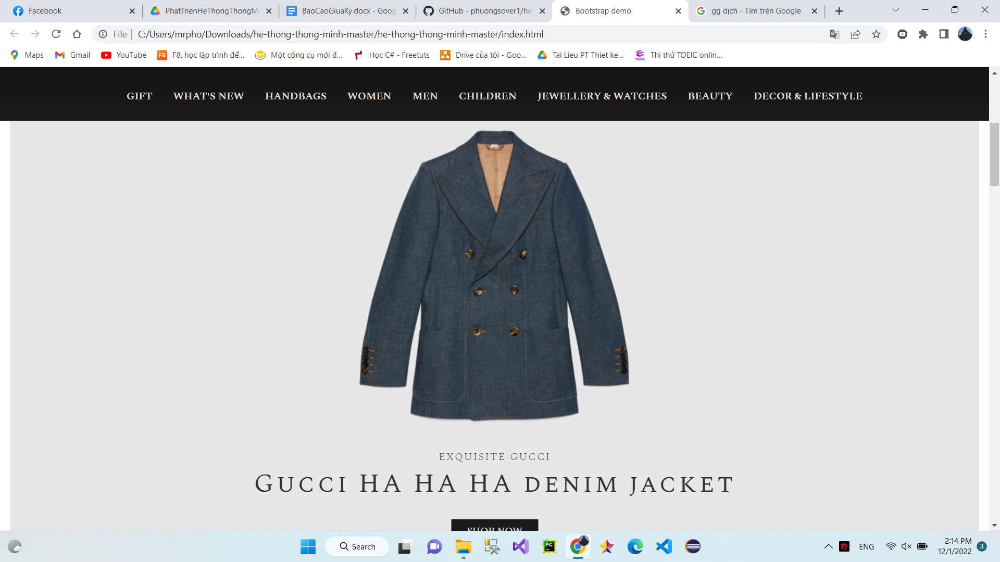 Facebook
PhatTrienHeThongThongMi
BaoCaoGiuaKy.docx - Goog
GitHub - phuongsover1/he-
Bootstrap demo
gg dịch - Tìm trên Google
File
C:/Users/mrpho/Downloads/he-thong-thong-minh-master/he-thong-thong-minh-master/index.html
Maps
Gmail
YouTube
F8, học lập trình để...
Một công cụ mới đ...
Học C# - Freetuts
Drive của tôi - Goo...
Tai Lieu PT Thiet ke...
Thi thử TOEIC onlin...
GIFT
WHAT'S NEW
HANDBAGS
WOMEN
MEN
CHILDREN
JEWELLERY & WATCHES
BEAUTY
DECOR & LIFESTYLE
EXQUISITE GUCCI
GUCCI HA HA HA DENIM JACKET
SHOP NOW
Search
ENG
2:14 PM
12/1/2022
3